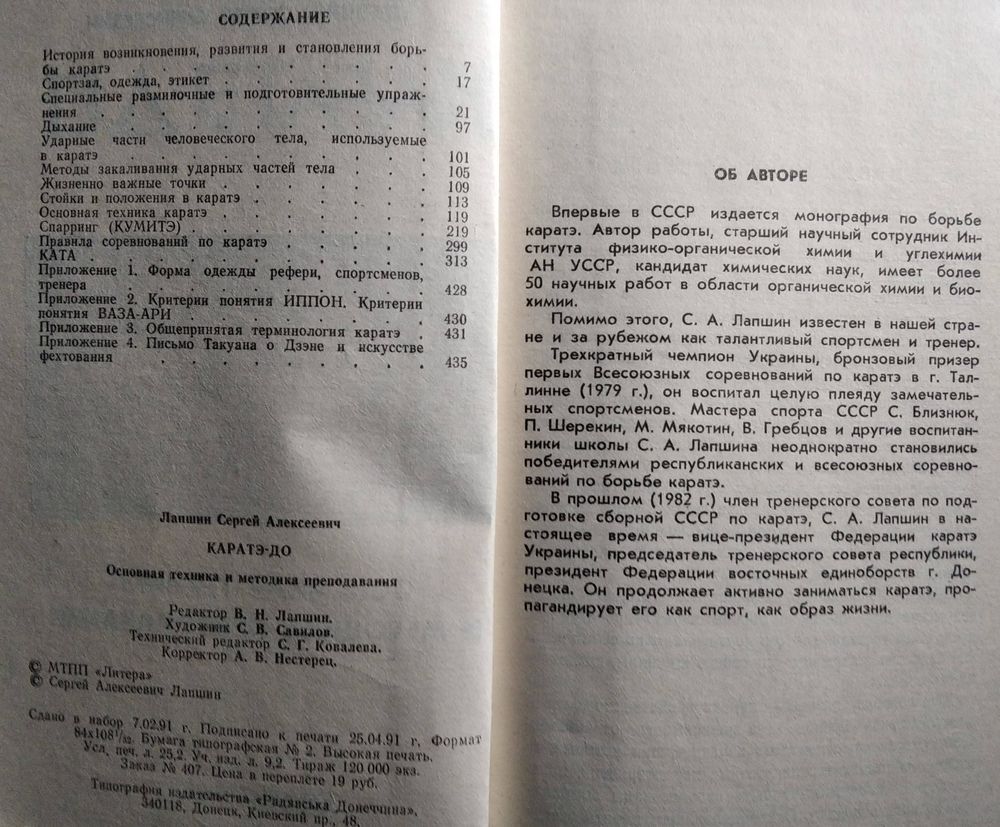 СОДЕРЖАНИЕ
История возникновения, развития и становления борь-
бы каратэ . . . . . . . . . 7
Спортзал, одежда, этикет . . . . . . 17
Специальные разминочные и подготовительные упраж-
нения . . . . . . . . . . 21
Дыхание . . . . . . . . . . 97
Ударные части человеческого тела, используемые
в каратэ . . . . . . . . . . 101
Методы закаливания ударных частей тела . . . 105
Жизненно важные точки . . . . . . 109
Стойки и положения в каратэ . . . . . 113
Основная техника каратэ . . . . . . 119
Спарринг (КУМИТЭ) . . . . . . . 219
Правила соревнований по каратэ . . . . . 299
КАТА . . . . . . . . . . 313
Приложение 1. Форма одежды рефери, спортсменов,
тренера . . . . . . . . . . 428
Приложение 2. Критерии понятия ИППОН. Критерии
понятия ВАЗА-АРИ . . . . . . . 430
Приложение 3. Общепринятая терминология каратэ . 431
Приложение 4. Письмо Такуана о Дзэне и искусстве
фехтования . . . . . . . . 435
Лапшин Сергей Алексеевич
КАРАТЭ-ДО
Основная техника и методика преподавания
Редактор В. Н. Лапшин.
Художник С. В. Савилов.
Технический редактор С. Г. Ковалева.
Корректор А. В. Нестерец.
© МТПП «Литера»
© Сергей Алексеевич Лапшин
Сдано в набор 7.02.91 г. Подписано к печати 25.04.91 г. Формат
84х108 1/32. Бумага типографская № 2. Высокая печать.
Усл. печ. л. 25,2. Уч. изд. л. 9,2. Тираж 120 000 экз.
Заказ № 407. Цена в переплете 19 руб.
Типография издательства «Радянська Донеччина»,
340118, Донецк, Киевский пр., 48.
ОБ АВТОРЕ
Впервые в СССР издается монография по борьбе
каратэ. Автор работы, старший научный сотрудник Ин-
ститута физико-органической химии и углехимии
АН УССР, кандидат химических наук, имеет более
50 научных работ в области органической химии и био-
химии.
Помимо этого, С. А. Лапшин известен в нашей стра-
не и за рубежом как талантливый спортсмен и тренер.
Трехкратный чемпион Украины, бронзовый призер
первых Всесоюзных соревнований по каратэ в г. Тал-
линне (1979 г.), он воспитал целую плеяду замечатель-
ных спортсменов. Мастера спорта СССР С. Близнюк,
П. Шерекин, М. Мякотин, В. Гребцов и другие воспитан-
ники школы С. А. Лапшина неоднократно становились
победителями республиканских и всесоюзных соревно-
ваний по борьбе каратэ.
В прошлом (1982 г.) член тренерского совета по под-
готовке сборной СССР по каратэ, С. А. Лапшин в на-
стоящее время — вице-президент Федерации каратэ
Украины, председатель тренерского совета республики,
президент Федерации восточных единоборств г. До-
нецка. Он продолжает активно заниматься каратэ, про-
пагандирует его как спорт, как образ жизни.